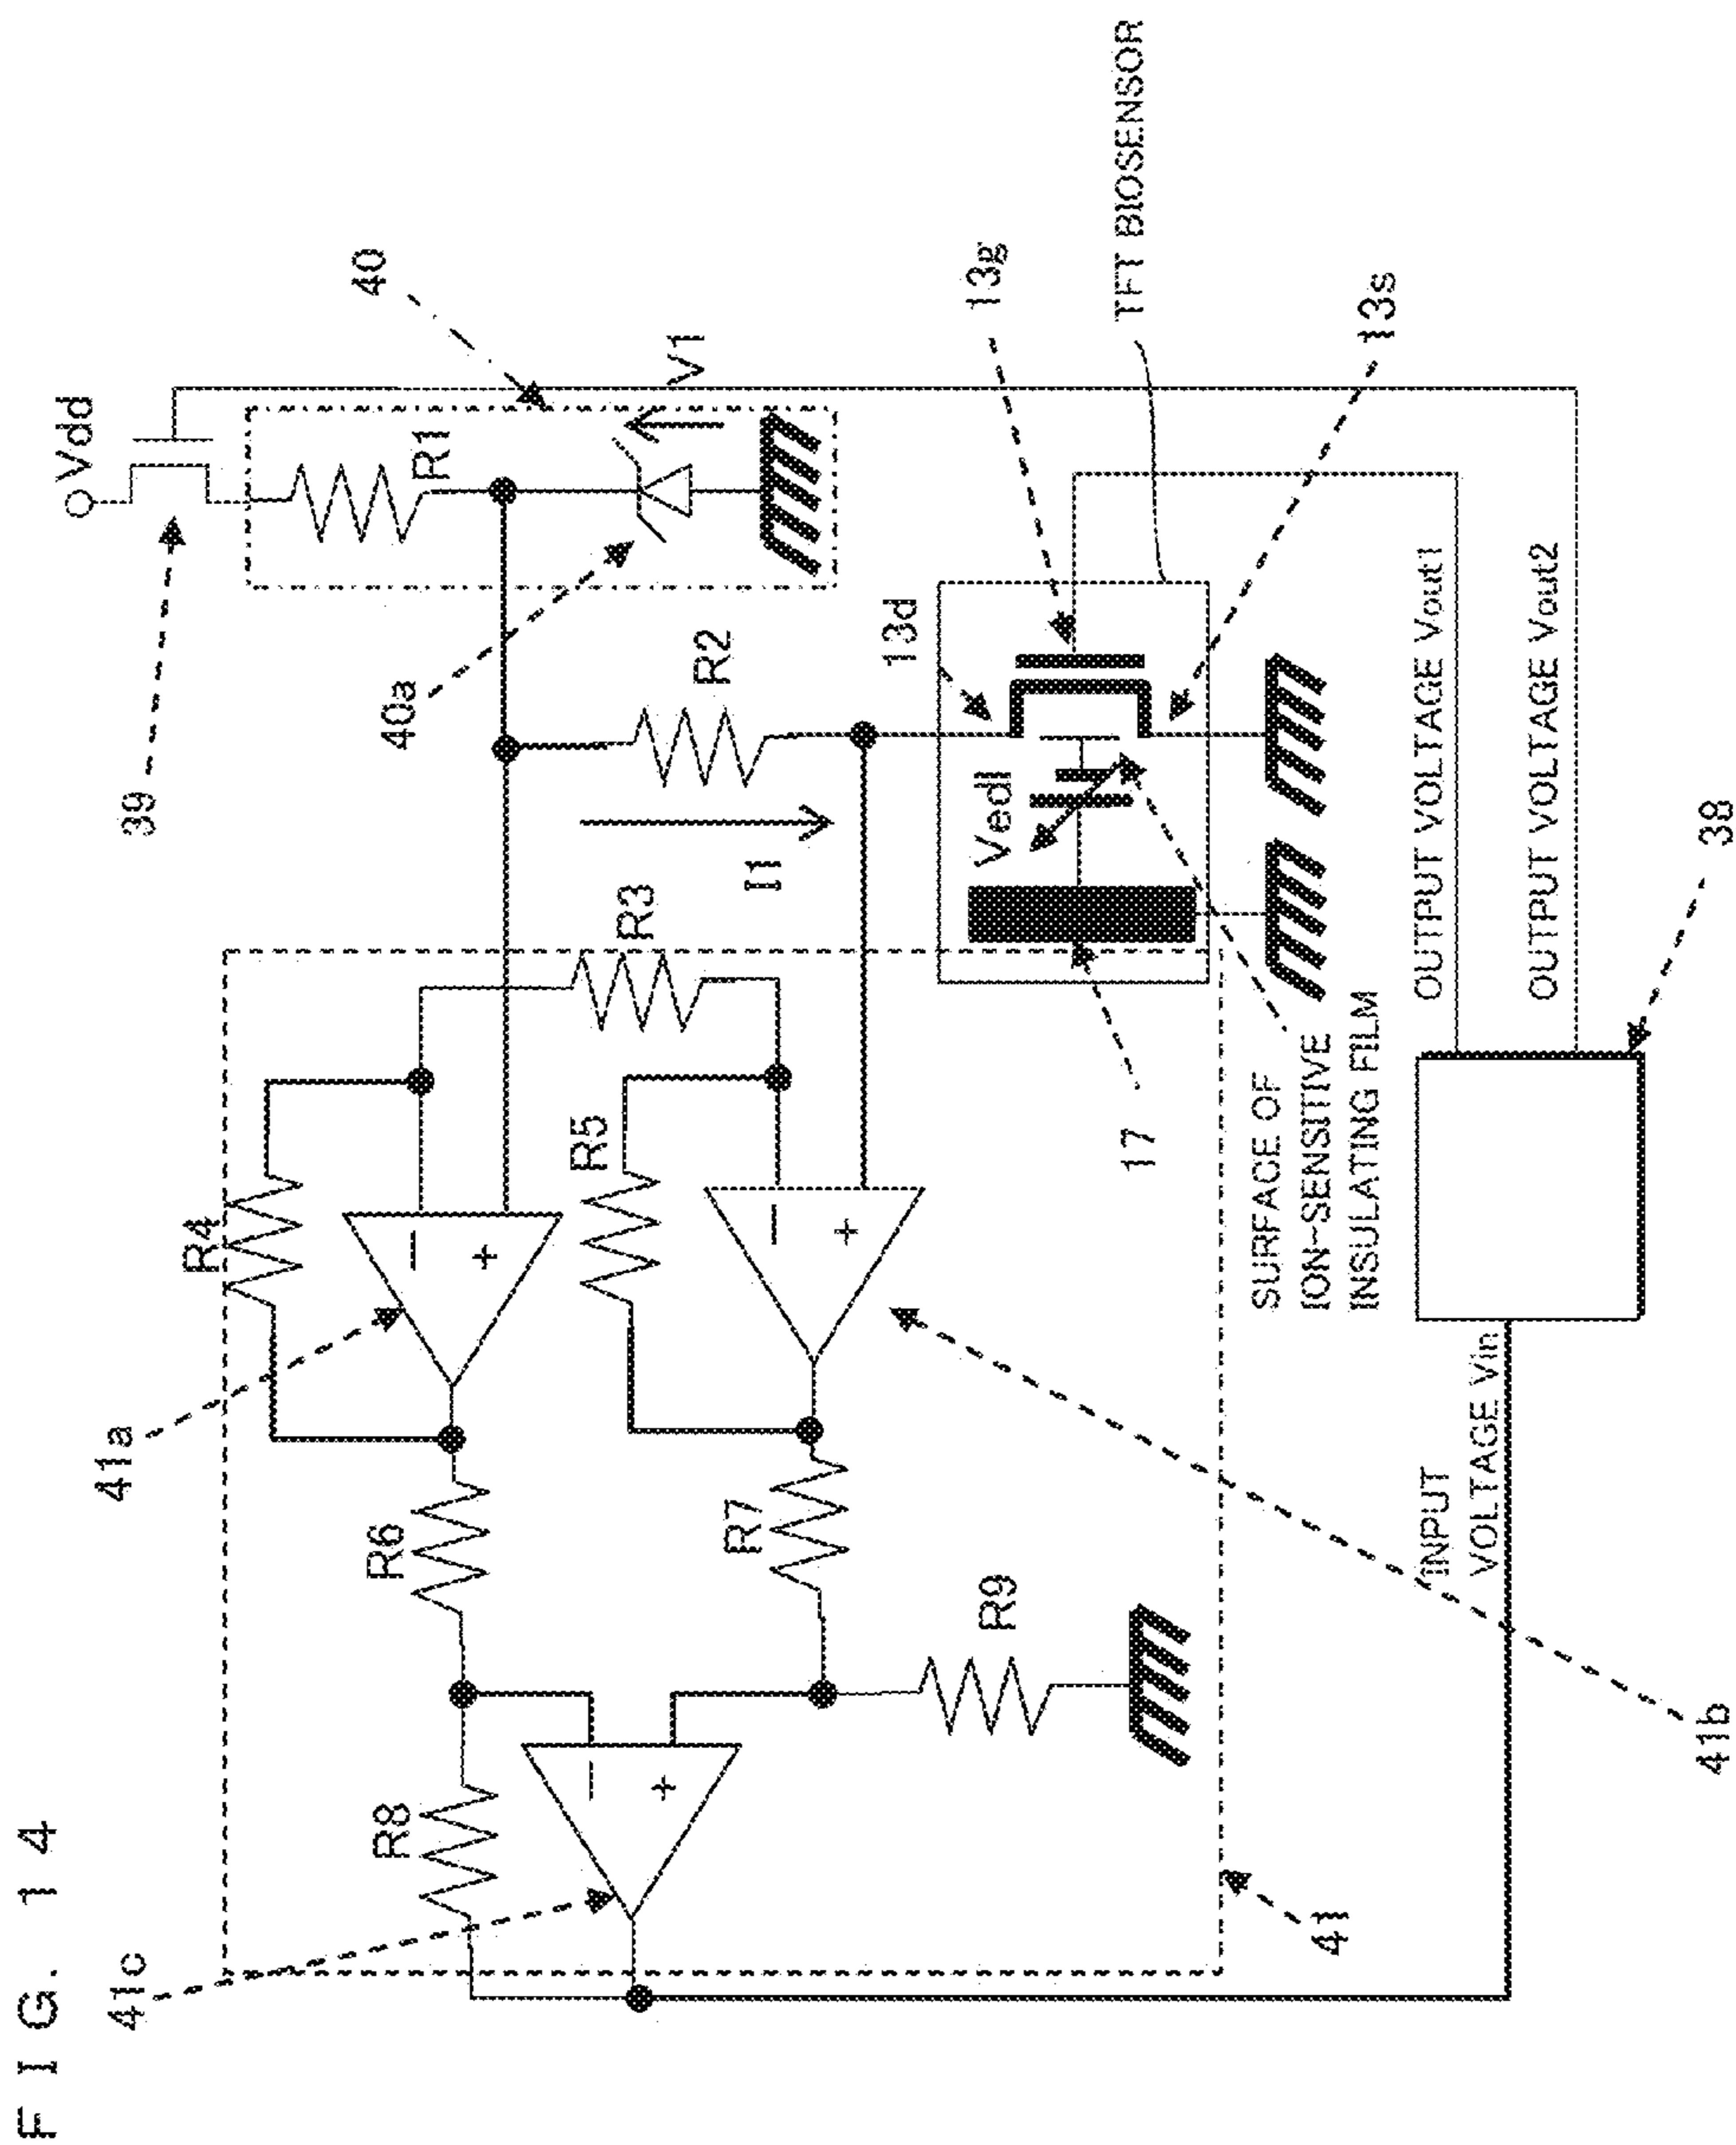 FIG. 14
Vdd
39
40
R1
V1
40a
R2
I1
13d
13g
TFT BIOSENSOR
13s
Vedl
17
SURFACE OF
ION-SENSITIVE
INSULATING FILM
R3
R4
R5
41a
−
+
−
+
R6
R7
41b
R8
R9
−
+
41c
41
OUTPUT VOLTAGE Vout1
OUTPUT VOLTAGE Vout2
38
INPUT
VOLTAGE Vin